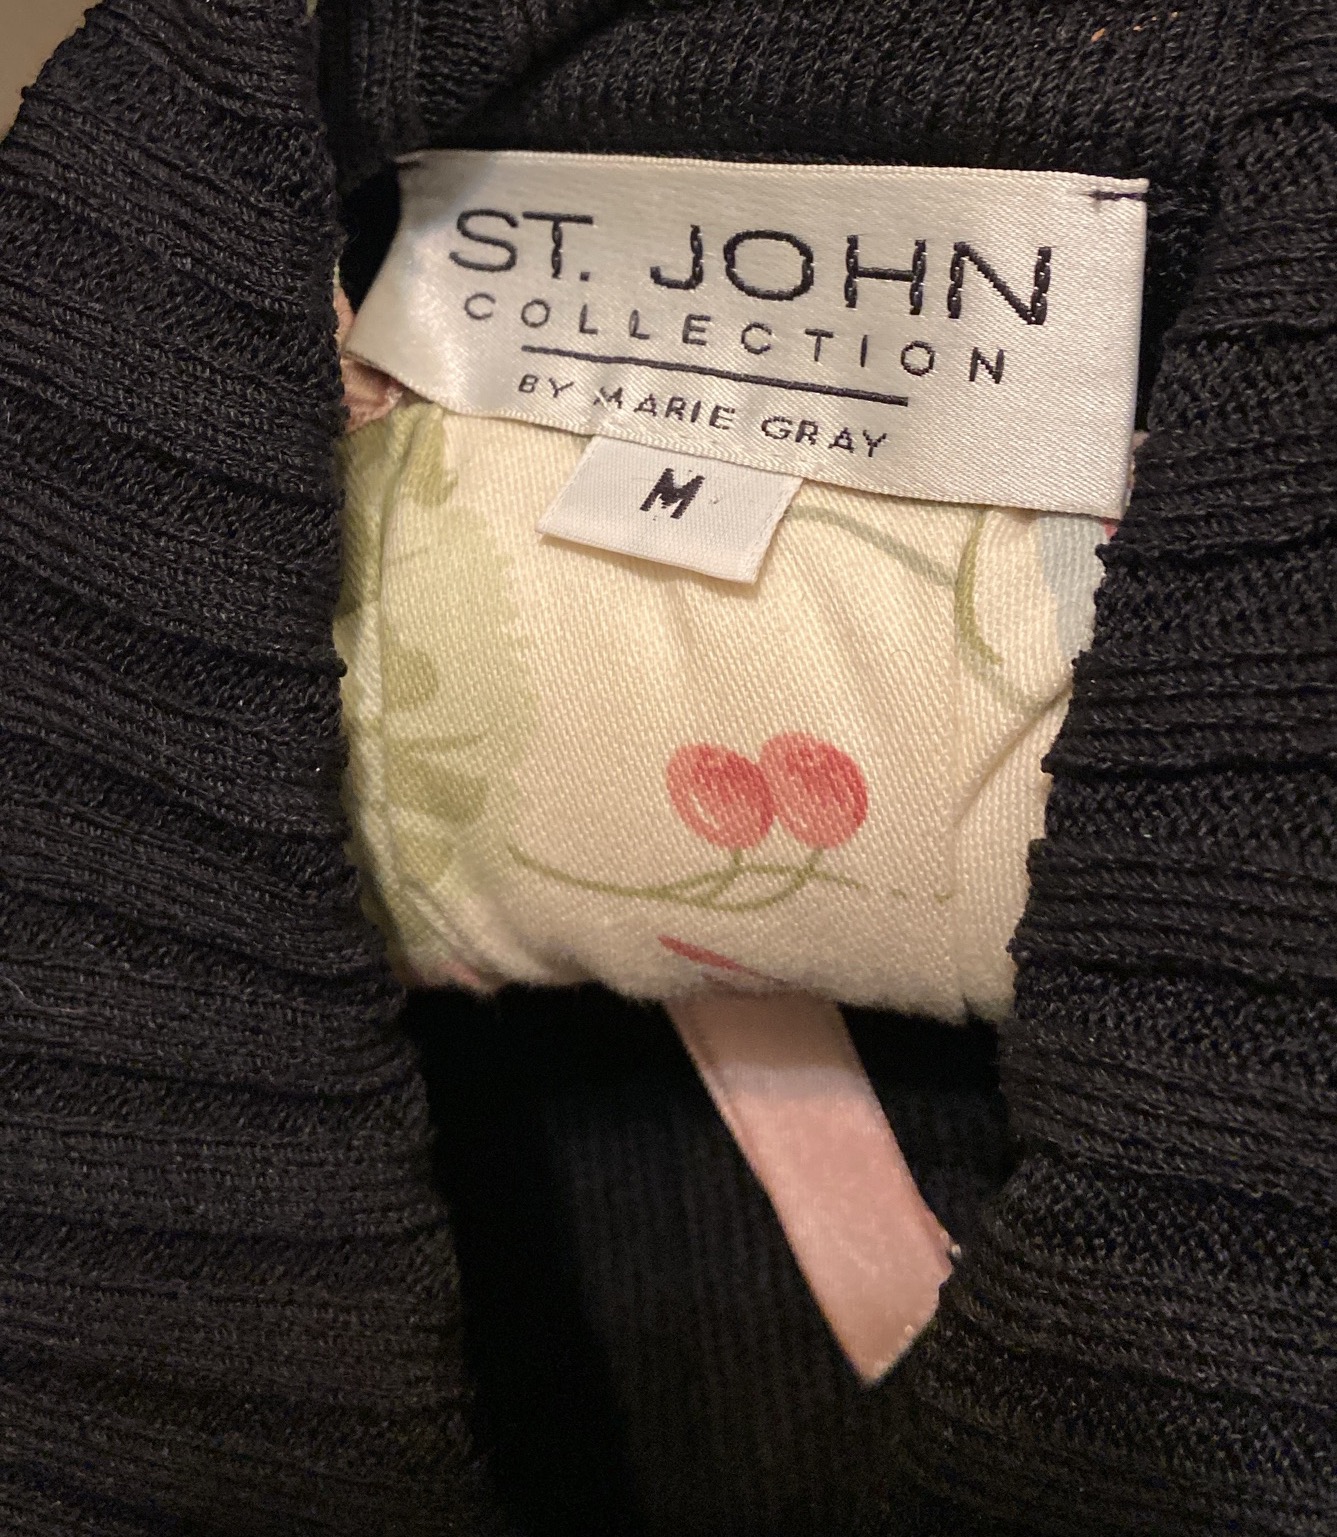 ST. JOHN
COLLECTION
BY MARIE GRAY
M